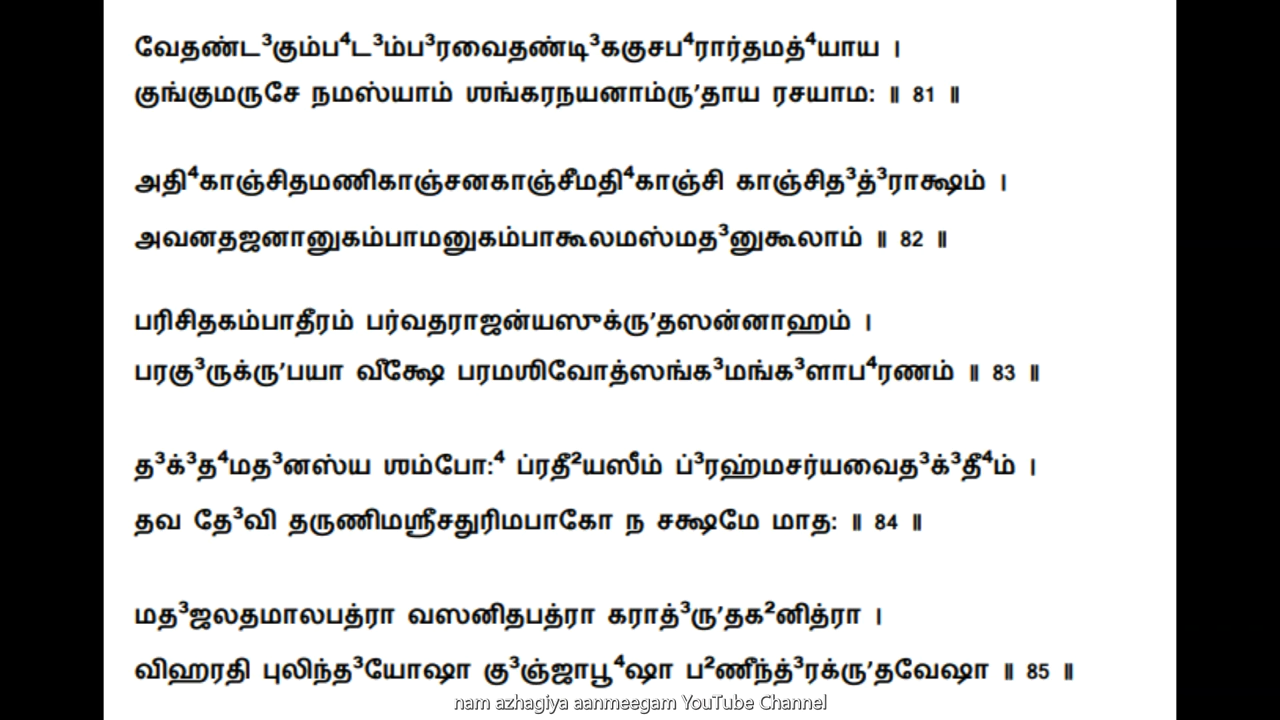 வேதண்ட³கும்ப⁴ட³ம்ப³ரவைதண்டி³ககுசப⁴ரார்தமத்⁴யாய ।
குங்குமருசே நமஸ்யாம் ஶங்கரநயனாம்ரு’தாய ரசயாம: ॥ 81 ॥
அதி⁴காஞ்சிதமணிகாஞ்சனகாஞ்சீமதி⁴காஞ்சி காஞ்சித³த்³ராக்ஷம் ।
அவனதஜனானுகம்பாமனுகம்பாகூலமஸ்மத³னுகூலாம் ॥ 82 ॥
பரிசிதகம்பாதீரம் பர்வதராஜன்யஸுக்ரு’தஸன்னாஹம் ।
பரகு³ருக்ரு’பயா வீக்ஷே பரமஶிவோத்ஸங்க³மங்க³ளாப⁴ரணம் ॥ 83 ॥
த³க்³த⁴மத³னஸ்ய ஶம்போ:⁴ ப்ரதீ²யஸீம் ப்³ரஹ்மசர்யவைத³க்³தீ⁴ம் ।
தவ தே³வி தருணிமஶ்ரீசதுரிமபாகோ ந சக்ஷமே மாத: ॥ 84 ॥
மத³ஜலதமாலபத்ரா வஸனிதபத்ரா கராத்³ரு’தக²னித்ரா ।
விஹரதி புலிந்த³யோஷா கு³ஞ்ஜாபூ⁴ஷா ப²ணீந்த்³ரக்ரு’தவேஷா ॥ 85 ॥
nam azhagiya aanmeegam YouTube Channel